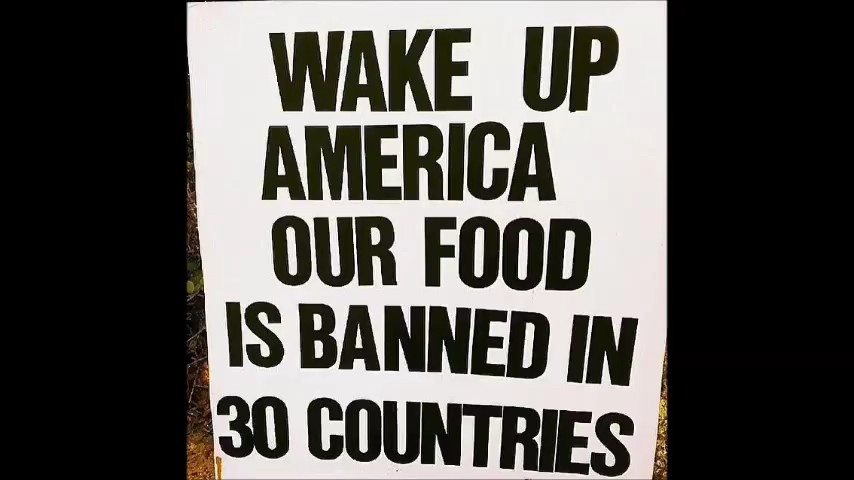 WAKE UP
AMERICA
OUR FOOD
IS BANNED IN
30 COUNTRIES